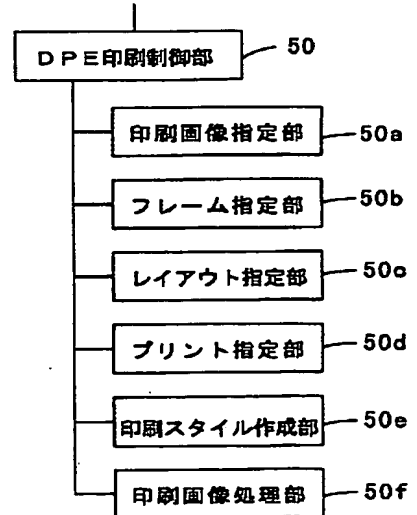 DPE印刷制御部 50
印刷画像指定部 50a
フレーム指定部 50b
レイアウト指定部 50c
プリント指定部 50d
印刷スタイル作成部 50e
印刷画像処理部 50f